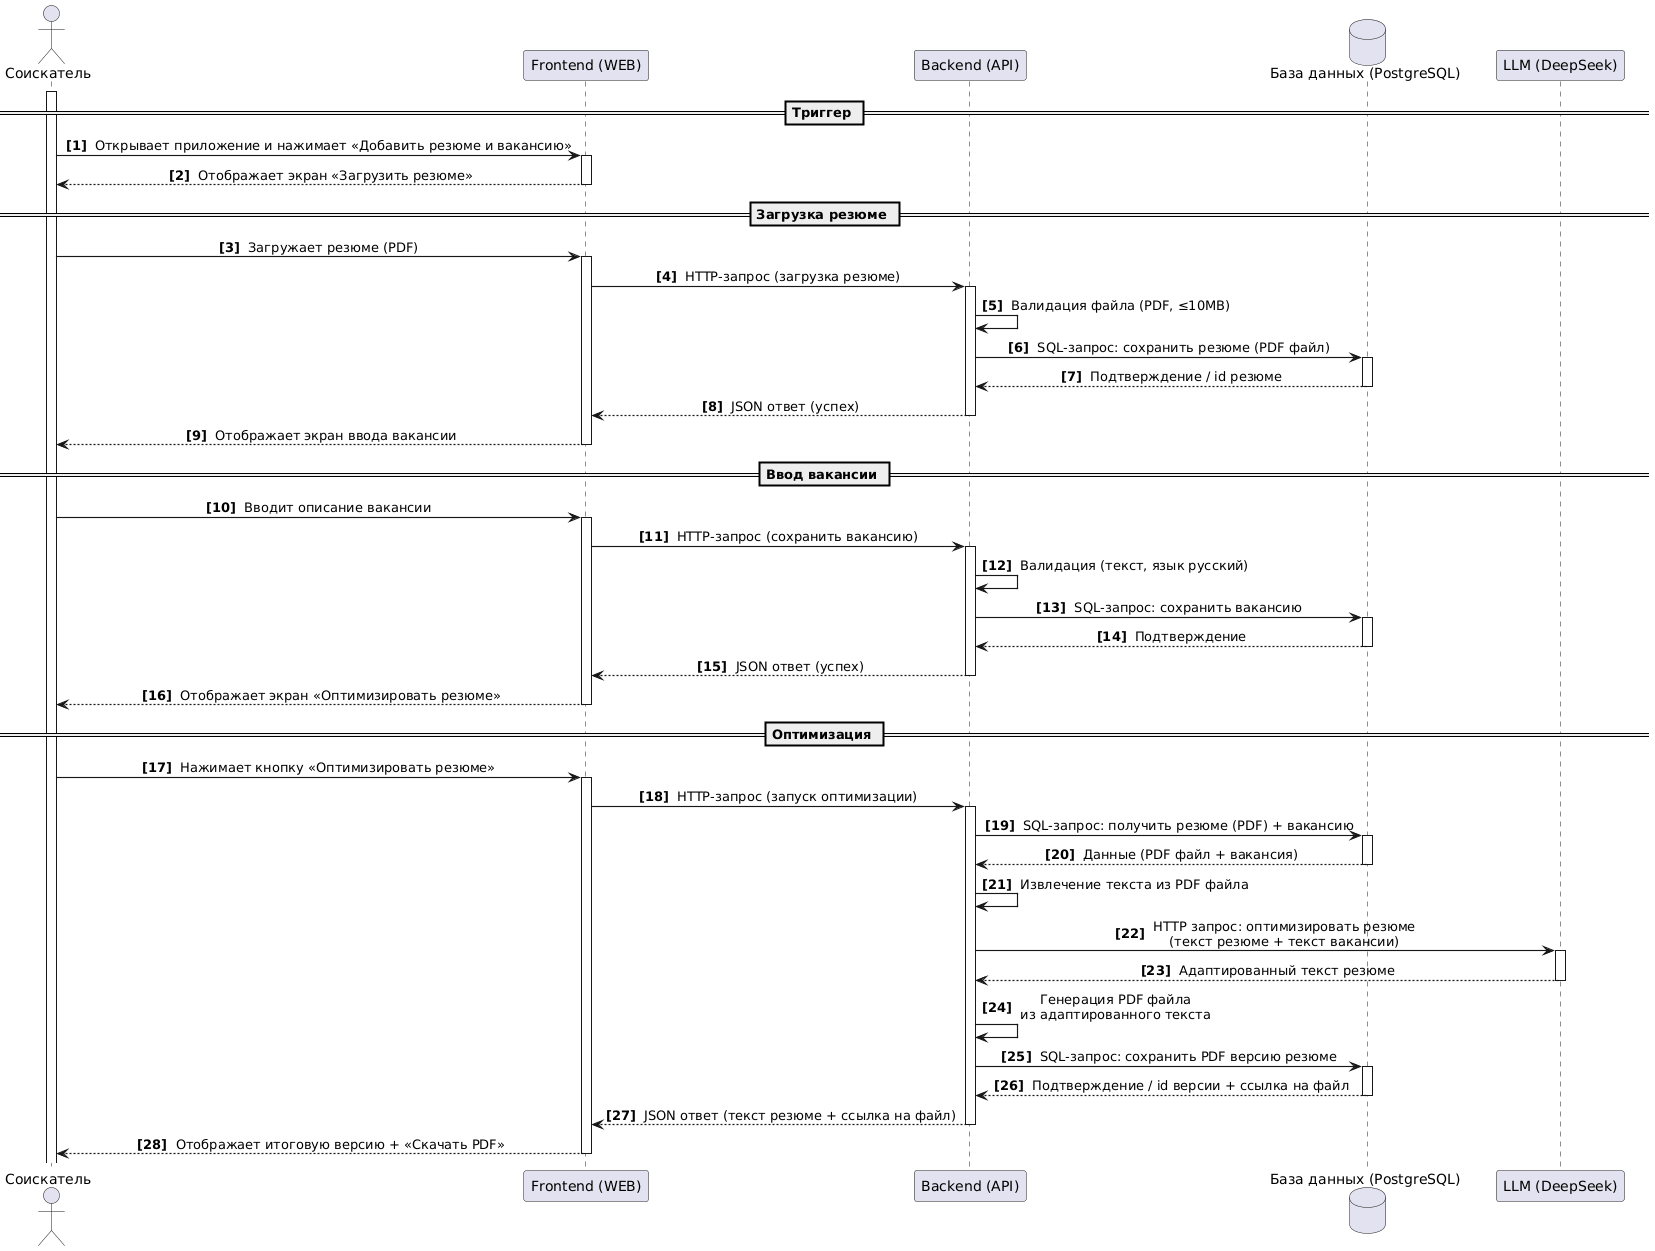 Соискатель
Frontend (WEB)
Backend (API)
База данных (PostgreSQL)
LLM (DeepSeek)
Триггер
[1] Открывает приложение и нажимает «Добавить резюме и вакансию»
[2] Отображает экран «Загрузить резюме»
Загрузка резюме
[3] Загружает резюме (PDF)
[4] HTTP-запрос (загрузка резюме)
[5] Валидация файла (PDF, ≤10MB)
[6] SQL-запрос: сохранить резюме (PDF файл)
[7] Подтверждение / id резюме
[8] JSON ответ (успех)
[9] Отображает экран ввода вакансии
Ввод вакансии
[10] Вводит описание вакансии
[11] HTTP-запрос (сохранить вакансию)
[12] Валидация (текст, язык русский)
[13] SQL-запрос: сохранить вакансию
[14] Подтверждение
[15] JSON ответ (успех)
[16] Отображает экран «Оптимизировать резюме»
Оптимизация
[17] Нажимает кнопку «Оптимизировать резюме»
[18] HTTP-запрос (запуск оптимизации)
[19] SQL-запрос: получить резюме (PDF) + вакансию
[20] Данные (PDF файл + вакансия)
[21] Извлечение текста из PDF файла
[22] HTTP запрос: оптимизировать резюме
(текст резюме + текст вакансии)
[23] Адаптированный текст резюме
[24] Генерация PDF файла
из адаптированного текста
[25] SQL-запрос: сохранить PDF версию резюме
[26] Подтверждение / id версии + ссылка на файл
[27] JSON ответ (текст резюме + ссылка на файл)
[28] Отображает итоговую версию + «Скачать PDF»
Соискатель
Frontend (WEB)
Backend (API)
База данных (PostgreSQL)
LLM (DeepSeek)